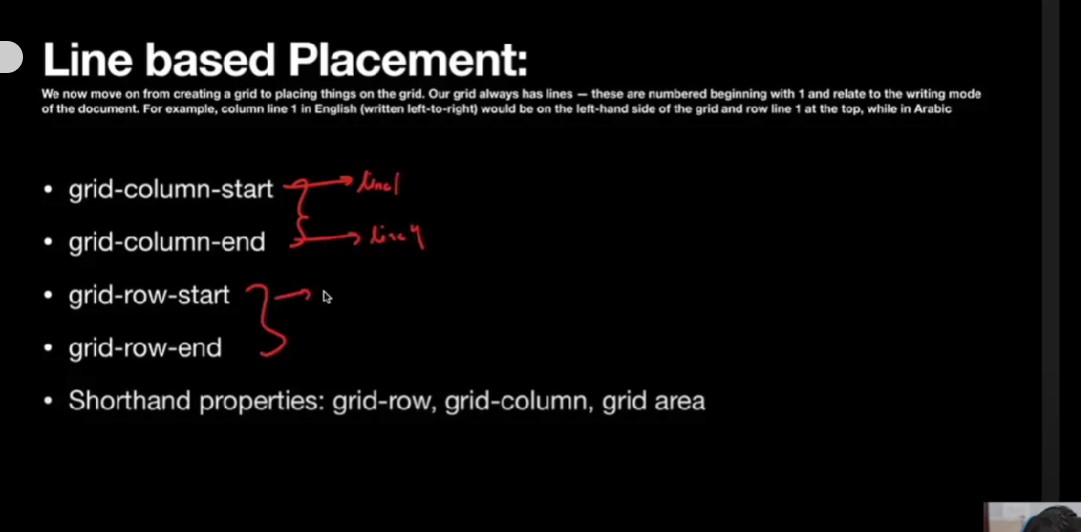 Line based Placement:
We now move on from creating a grid to placing things on the grid. Our grid always has lines — these are numbered beginning with 1 and relate to the writing mode
of the document. For example, column line 1 in English (written left-to-right) would be on the left-hand side of the grid and row line 1 at the top, while in Arabic
• grid-column-start line 1
• grid-column-end line 4
• grid-row-start
• grid-row-end
• Shorthand properties: grid-row, grid-column, grid area